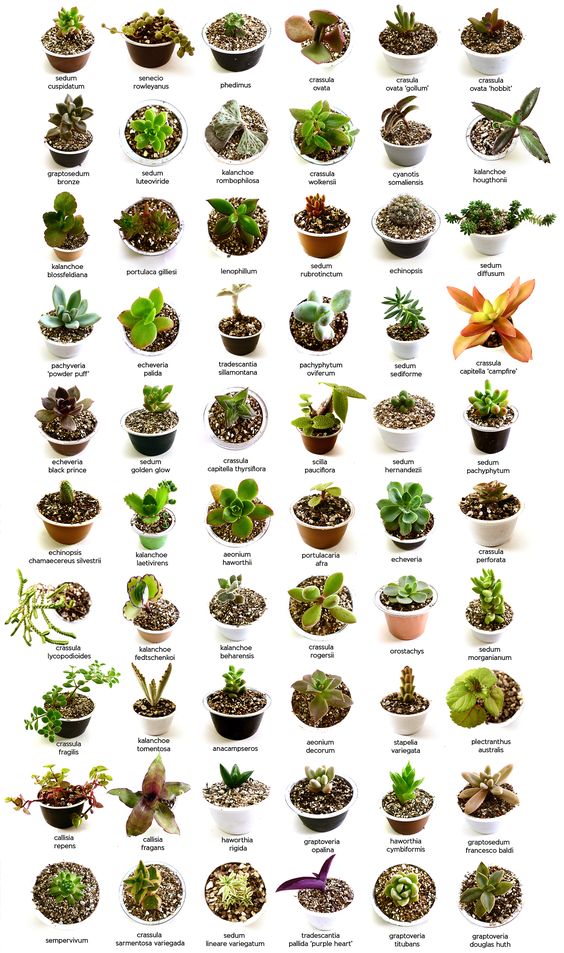 sedum
cuspidatum
senecio
rowleyanus
phedimus
crassula
ovata
crasula
ovata 'gollum'
crassula
ovata 'hobbit'
graptosedum
bronze
sedum
luteoviride
kalanchoe
rombophilosa
crassula
wolkensii
cyanotis
somaliensis
kalanchoe
hougthonii
kalanchoe
blossfeldiana
portulaca gilliesi
lenophillum
sedum
rubrotinctum
echinopsis
sedum
diffusum
pachyveria
'powder puff'
echeveria
palida
tradescantia
sillamontana
pachyphytum
oviferum
sedum
sediforme
crassula
capitella 'campfire'
echeveria
black prince
sedum
golden glow
crassula
capitella thyrsiflora
scilia
pauciflora
sedum
hernandezii
sedum
pachyphytum
echinopsis
chamaecereus silvestrii
kalanchoe
laetivirens
aeonium
haworthii
portulacaria
afra
echeveria
crassula
perforata
crassula
lycopodioides
kalanchoe
fedtschenkoi
kalanchoe
beharensis
crassula
rogersii
orostachys
sedum
morganianum
crassula
fragilis
kalanchoe
tomentosa
anacampseros
aeonium
decorum
stapelia
variegata
plectranthus
australis
callisia
repens
callisia
fragans
haworthia
rigida
graptoveria
opalina
haworthia
cymbiformis
graptosedum
francesco baldi
sempervivum
crassula
sarmentosa variegada
sedum
lineare variegatum
tradescantia
pallida 'purple heart'
graptoveria
titubans
graptoveria
douglas huth